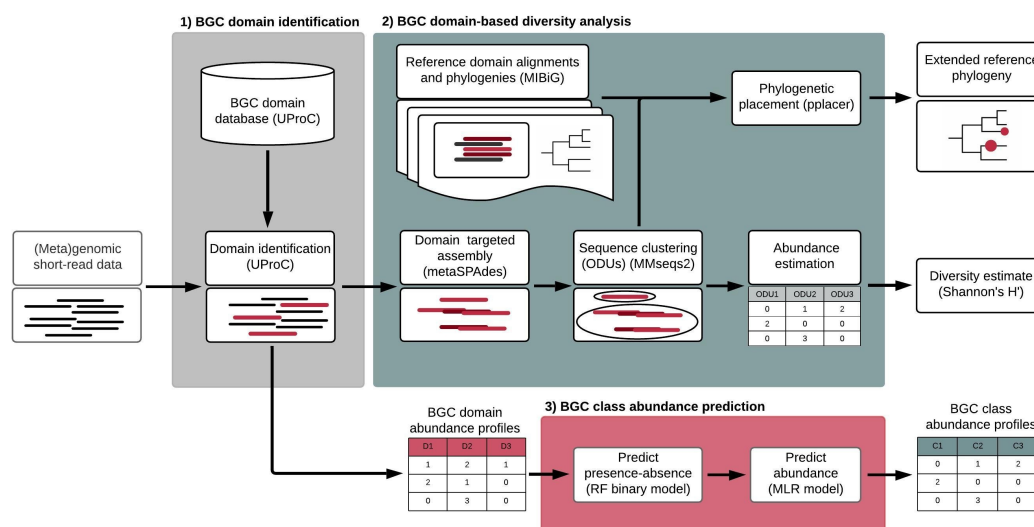 1) BGC domain identification
2) BGC domain-based diversity analysis
BGC domain
database (UProC)
Reference domain alignments
and phylogenies (MIBiG)
Phylogenetic
placement (pplacer)
Extended reference
phylogeny
(Meta)genomic
short-read data
Domain identification
(UProC)
Domain targeted
assembly
(metaSPAdes)
Sequence clustering
(ODUs) (MMseqs2)
Abundance
estimation
ODU1 ODU2 ODU3
0 1 2
2 0 0
0 3 0
Diversity estimate
(Shannon's H')
BGC domain
abundance profiles
D1 D2 D3
1 2 1
2 1 0
0 3 0
3) BGC class abundance prediction
Predict
presence-absence
(RF binary model)
Predict
abundance
(MLR model)
BGC class
abundance profiles
C1 C2 C3
0 1 2
2 0 0
0 3 0